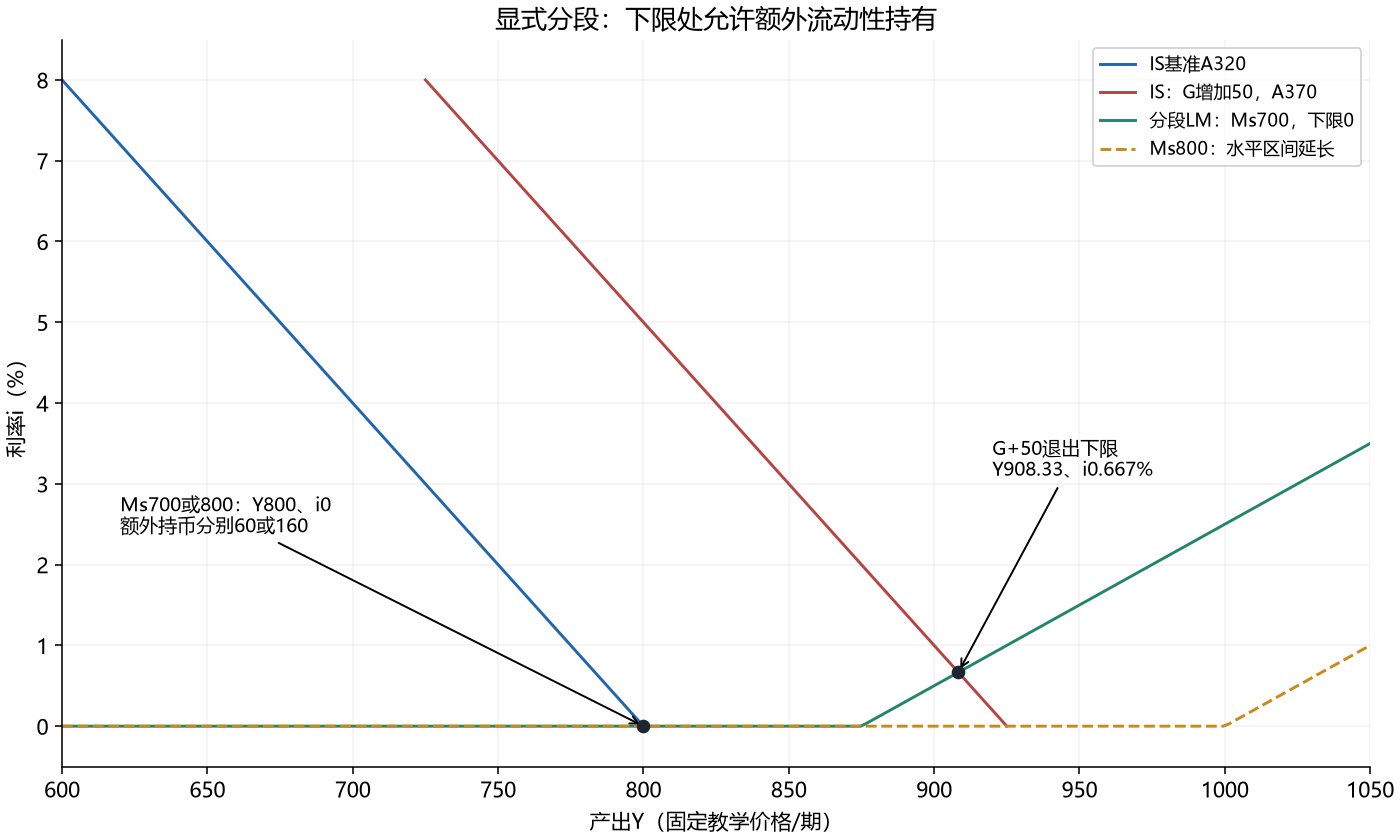 显式分段：下限处允许额外流动性持有
IS基准A320
IS：G增加50，A370
分段LM：Ms700，下限0
Ms800：水平区间延长
8
7
6
5
4
3
2
1
0
利率i（%）
G+50退出下限
Y908.33、i0.667%
Ms700或800：Y800、i0
额外持币分别60或160
600
650
700
750
800
850
900
950
1000
1050
产出Y（固定教学价格/期）